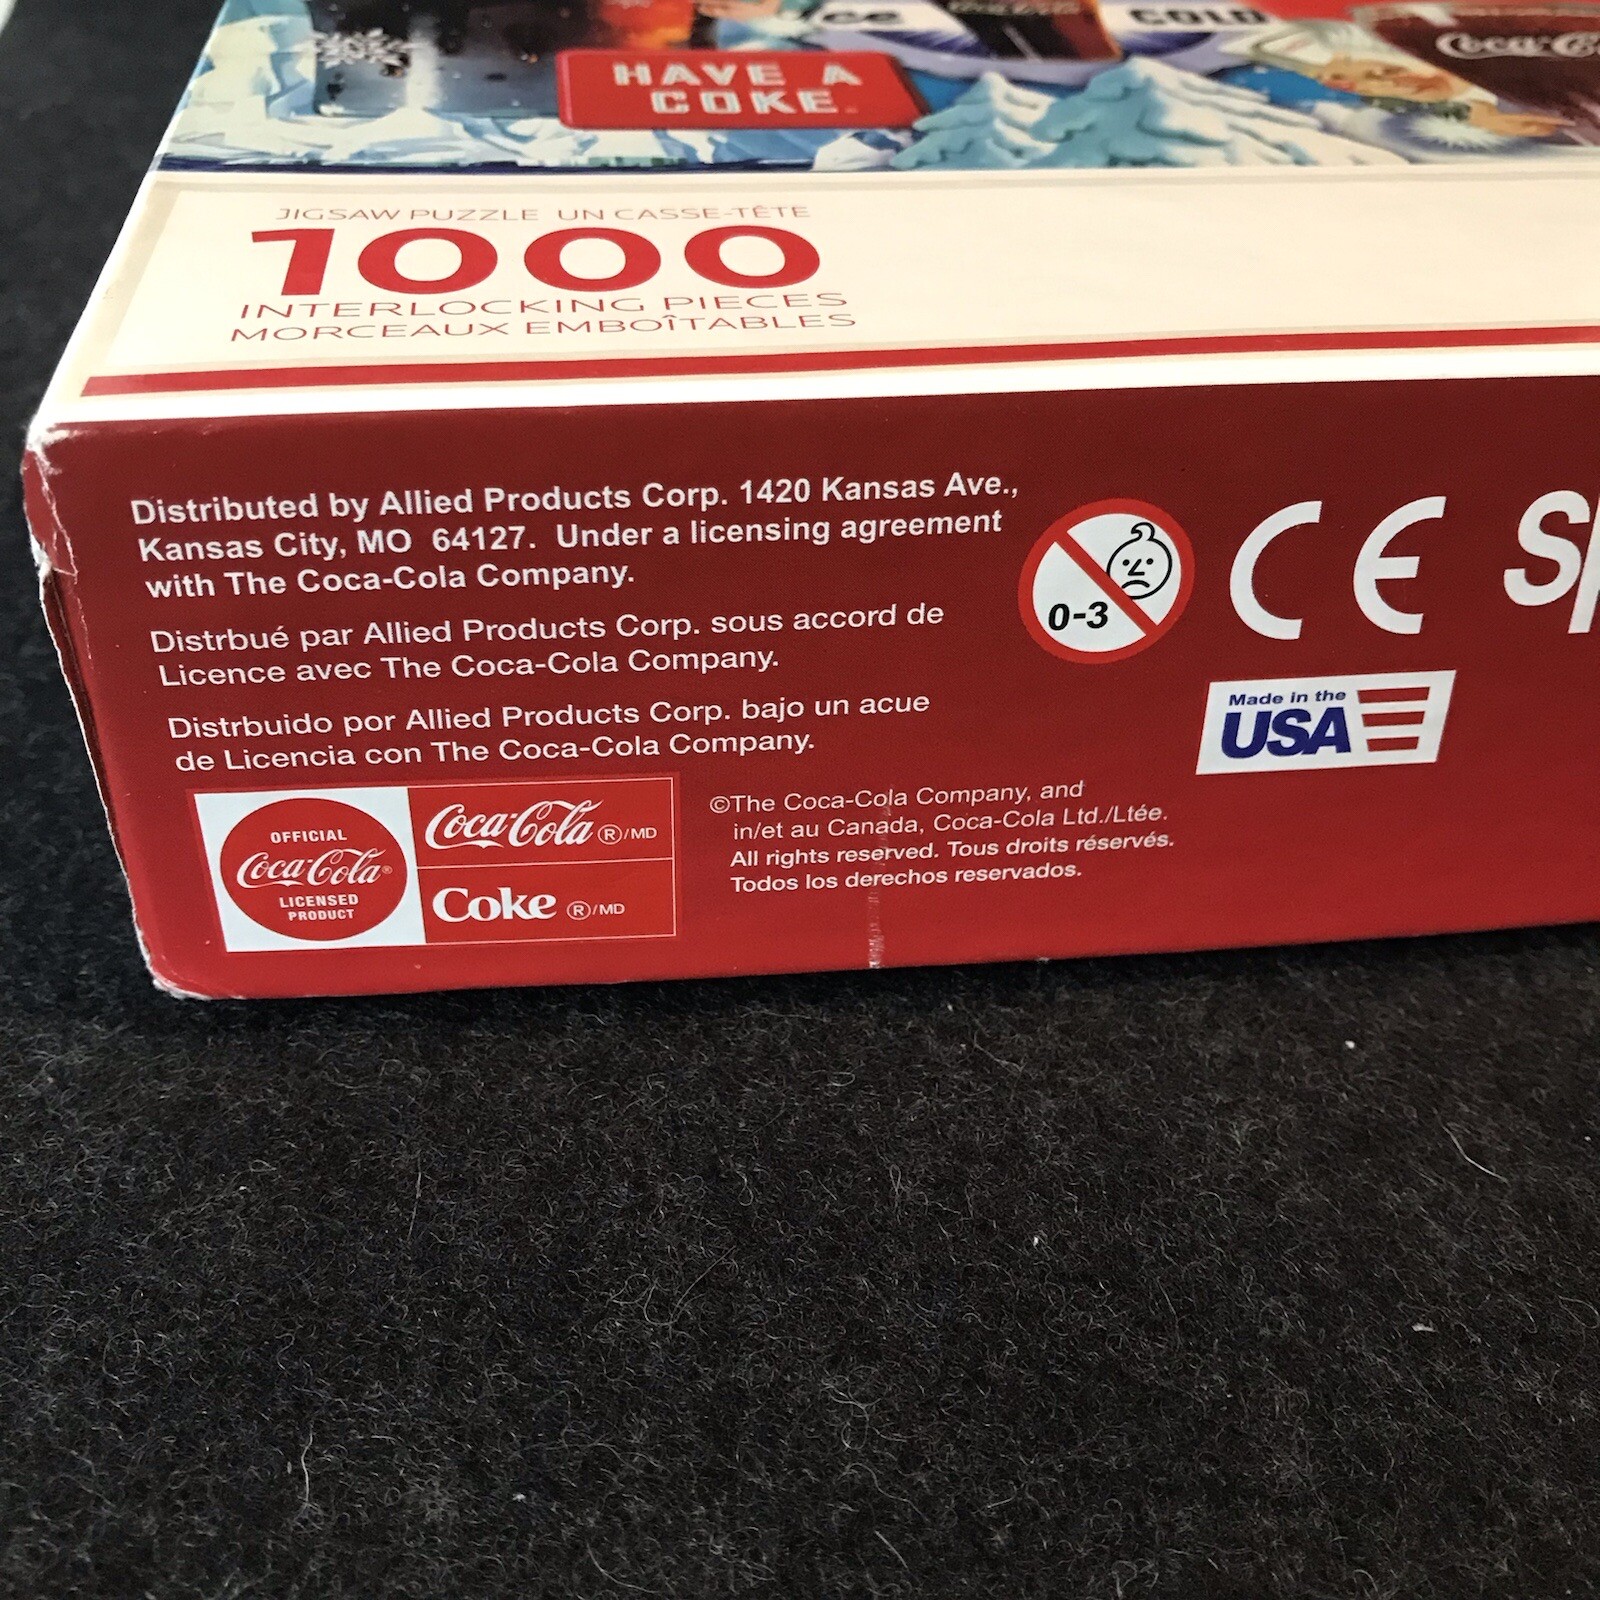 COLD
Coca-Cola
HAVE A
COKE
JIGSAW PUZZLE UN CASSE-TÊTE
1000
INTERLOCKING PIECES
MORCEAUX EMBOÎTABLES
Distributed by Allied Products Corp. 1420 Kansas Ave.,
Kansas City, MO 64127. Under a licensing agreement
with The Coca-Cola Company.
Distrbué par Allied Products Corp. sous accord de
Licence avec The Coca-Cola Company.
Distrbuido por Allied Products Corp. bajo un acue
de Licencia con The Coca-Cola Company.
0-3
CE
Made in the
USA
OFFICIAL
Coca-Cola®
LICENSED
PRODUCT
Coca-Cola ®/MD
Coke ®/MD
©The Coca-Cola Company, and
in/et au Canada, Coca-Cola Ltd./Ltée.
All rights reserved. Tous droits réservés.
Todos los derechos reservados.